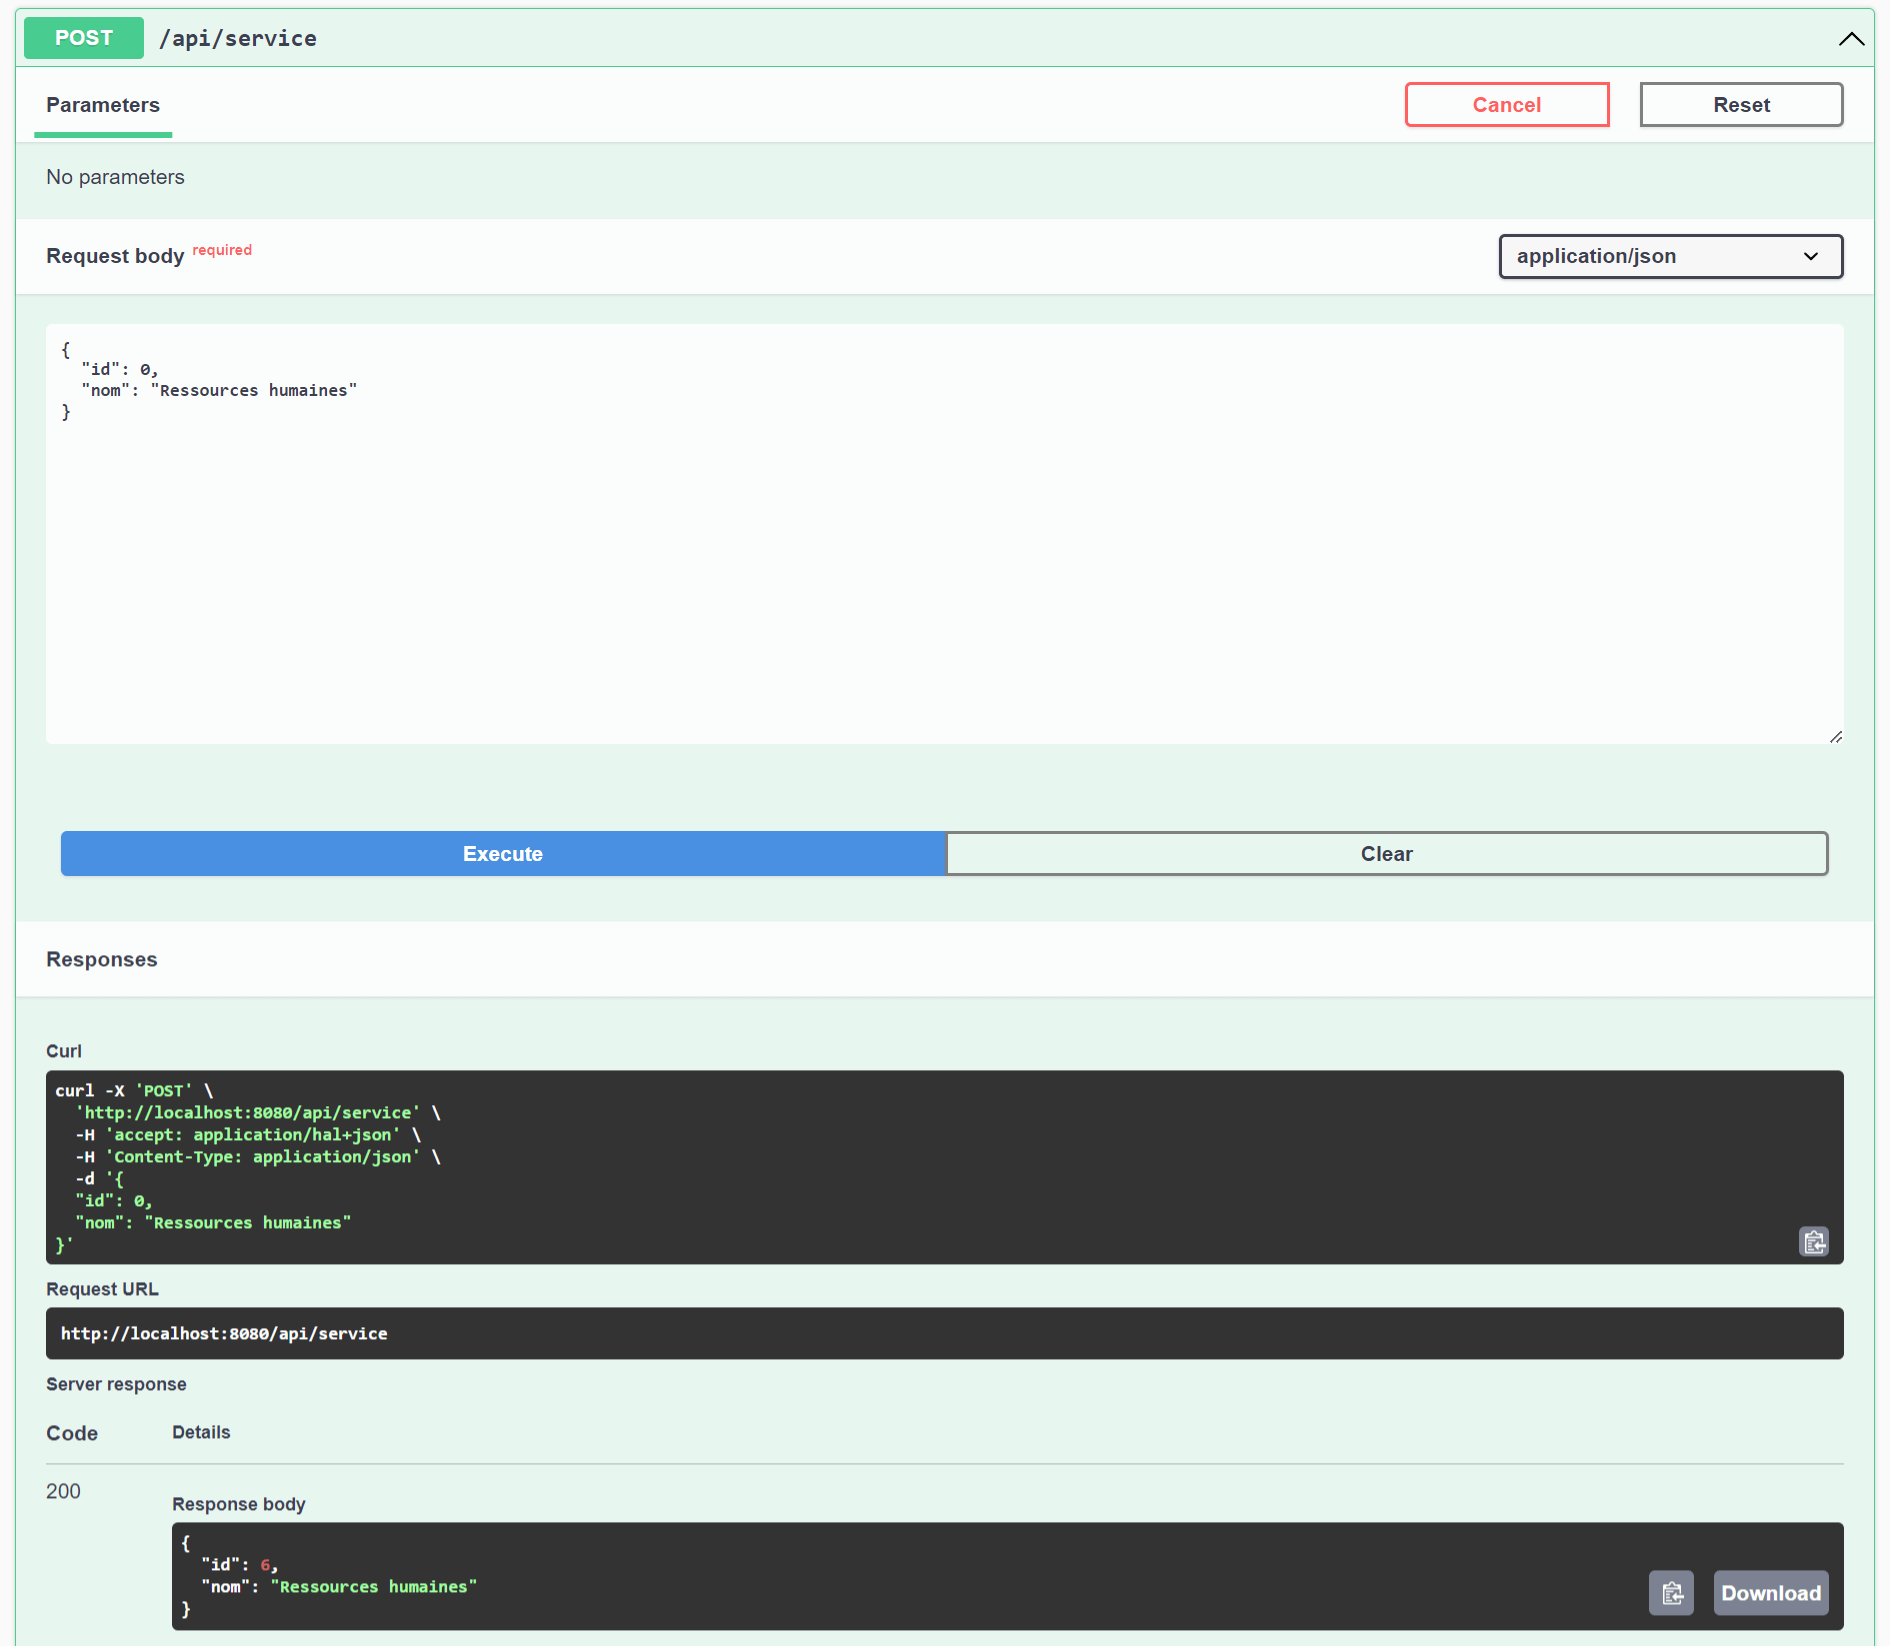 POST /api/service
Parameters
Cancel
Reset
No parameters
Request body required
application/json
{
  "id": 0,
  "nom": "Ressources humaines"
}
Execute
Clear
Responses
Curl
curl -X 'POST' \
  'http://localhost:8080/api/service' \
  -H 'accept: application/hal+json' \
  -H 'Content-Type: application/json' \
  -d '{
  "id": 0,
  "nom": "Ressources humaines"
}'
Request URL
http://localhost:8080/api/service
Server response
Code Details
200
Response body
{
  "id": 6,
  "nom": "Ressources humaines"
}
Download